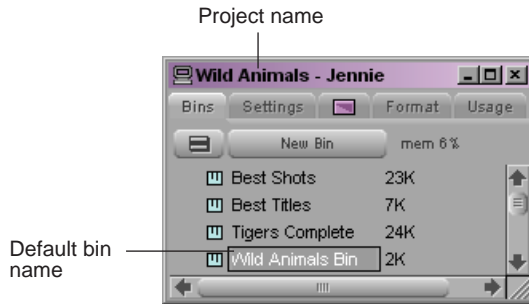 Project name
Wild Animals - Jennie
Bins Settings Format Usage
New Bin mem 6%
Best Shots 23K
Best Titles 7K
Tigers Complete 24K
Default bin name
Wild Animals Bin 2K